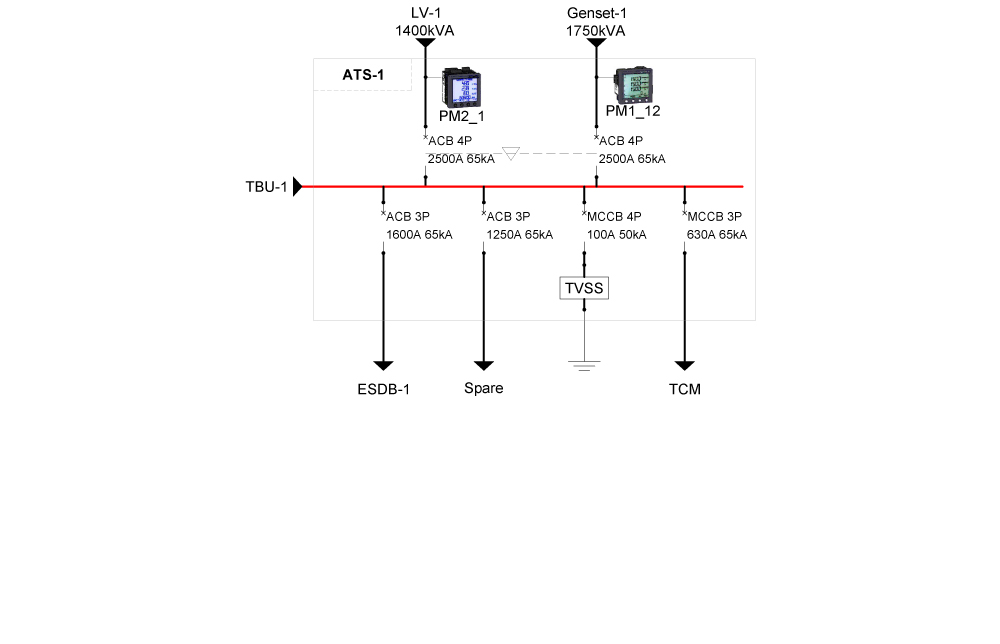 LV-1
1400kVA
Genset-1
1750kVA
ATS-1
PM2_1
PM1_12
ACB 4P
2500A 65kA
ACB 4P
2500A 65kA
TBU-1
ACB 3P
1600A 65kA
ACB 3P
1250A 65kA
MCCB 4P
100A 50kA
MCCB 3P
630A 65kA
TVSS
ESDB-1
Spare
TCM